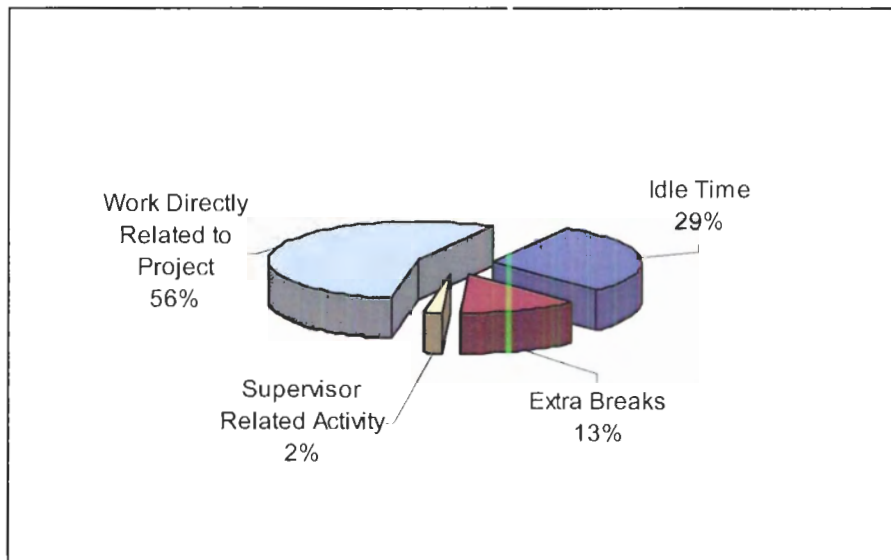 Work Directly
Related to
Project
56%
Idle Time
29%
Supervisor
Related Activity
2%
Extra Breaks
13%